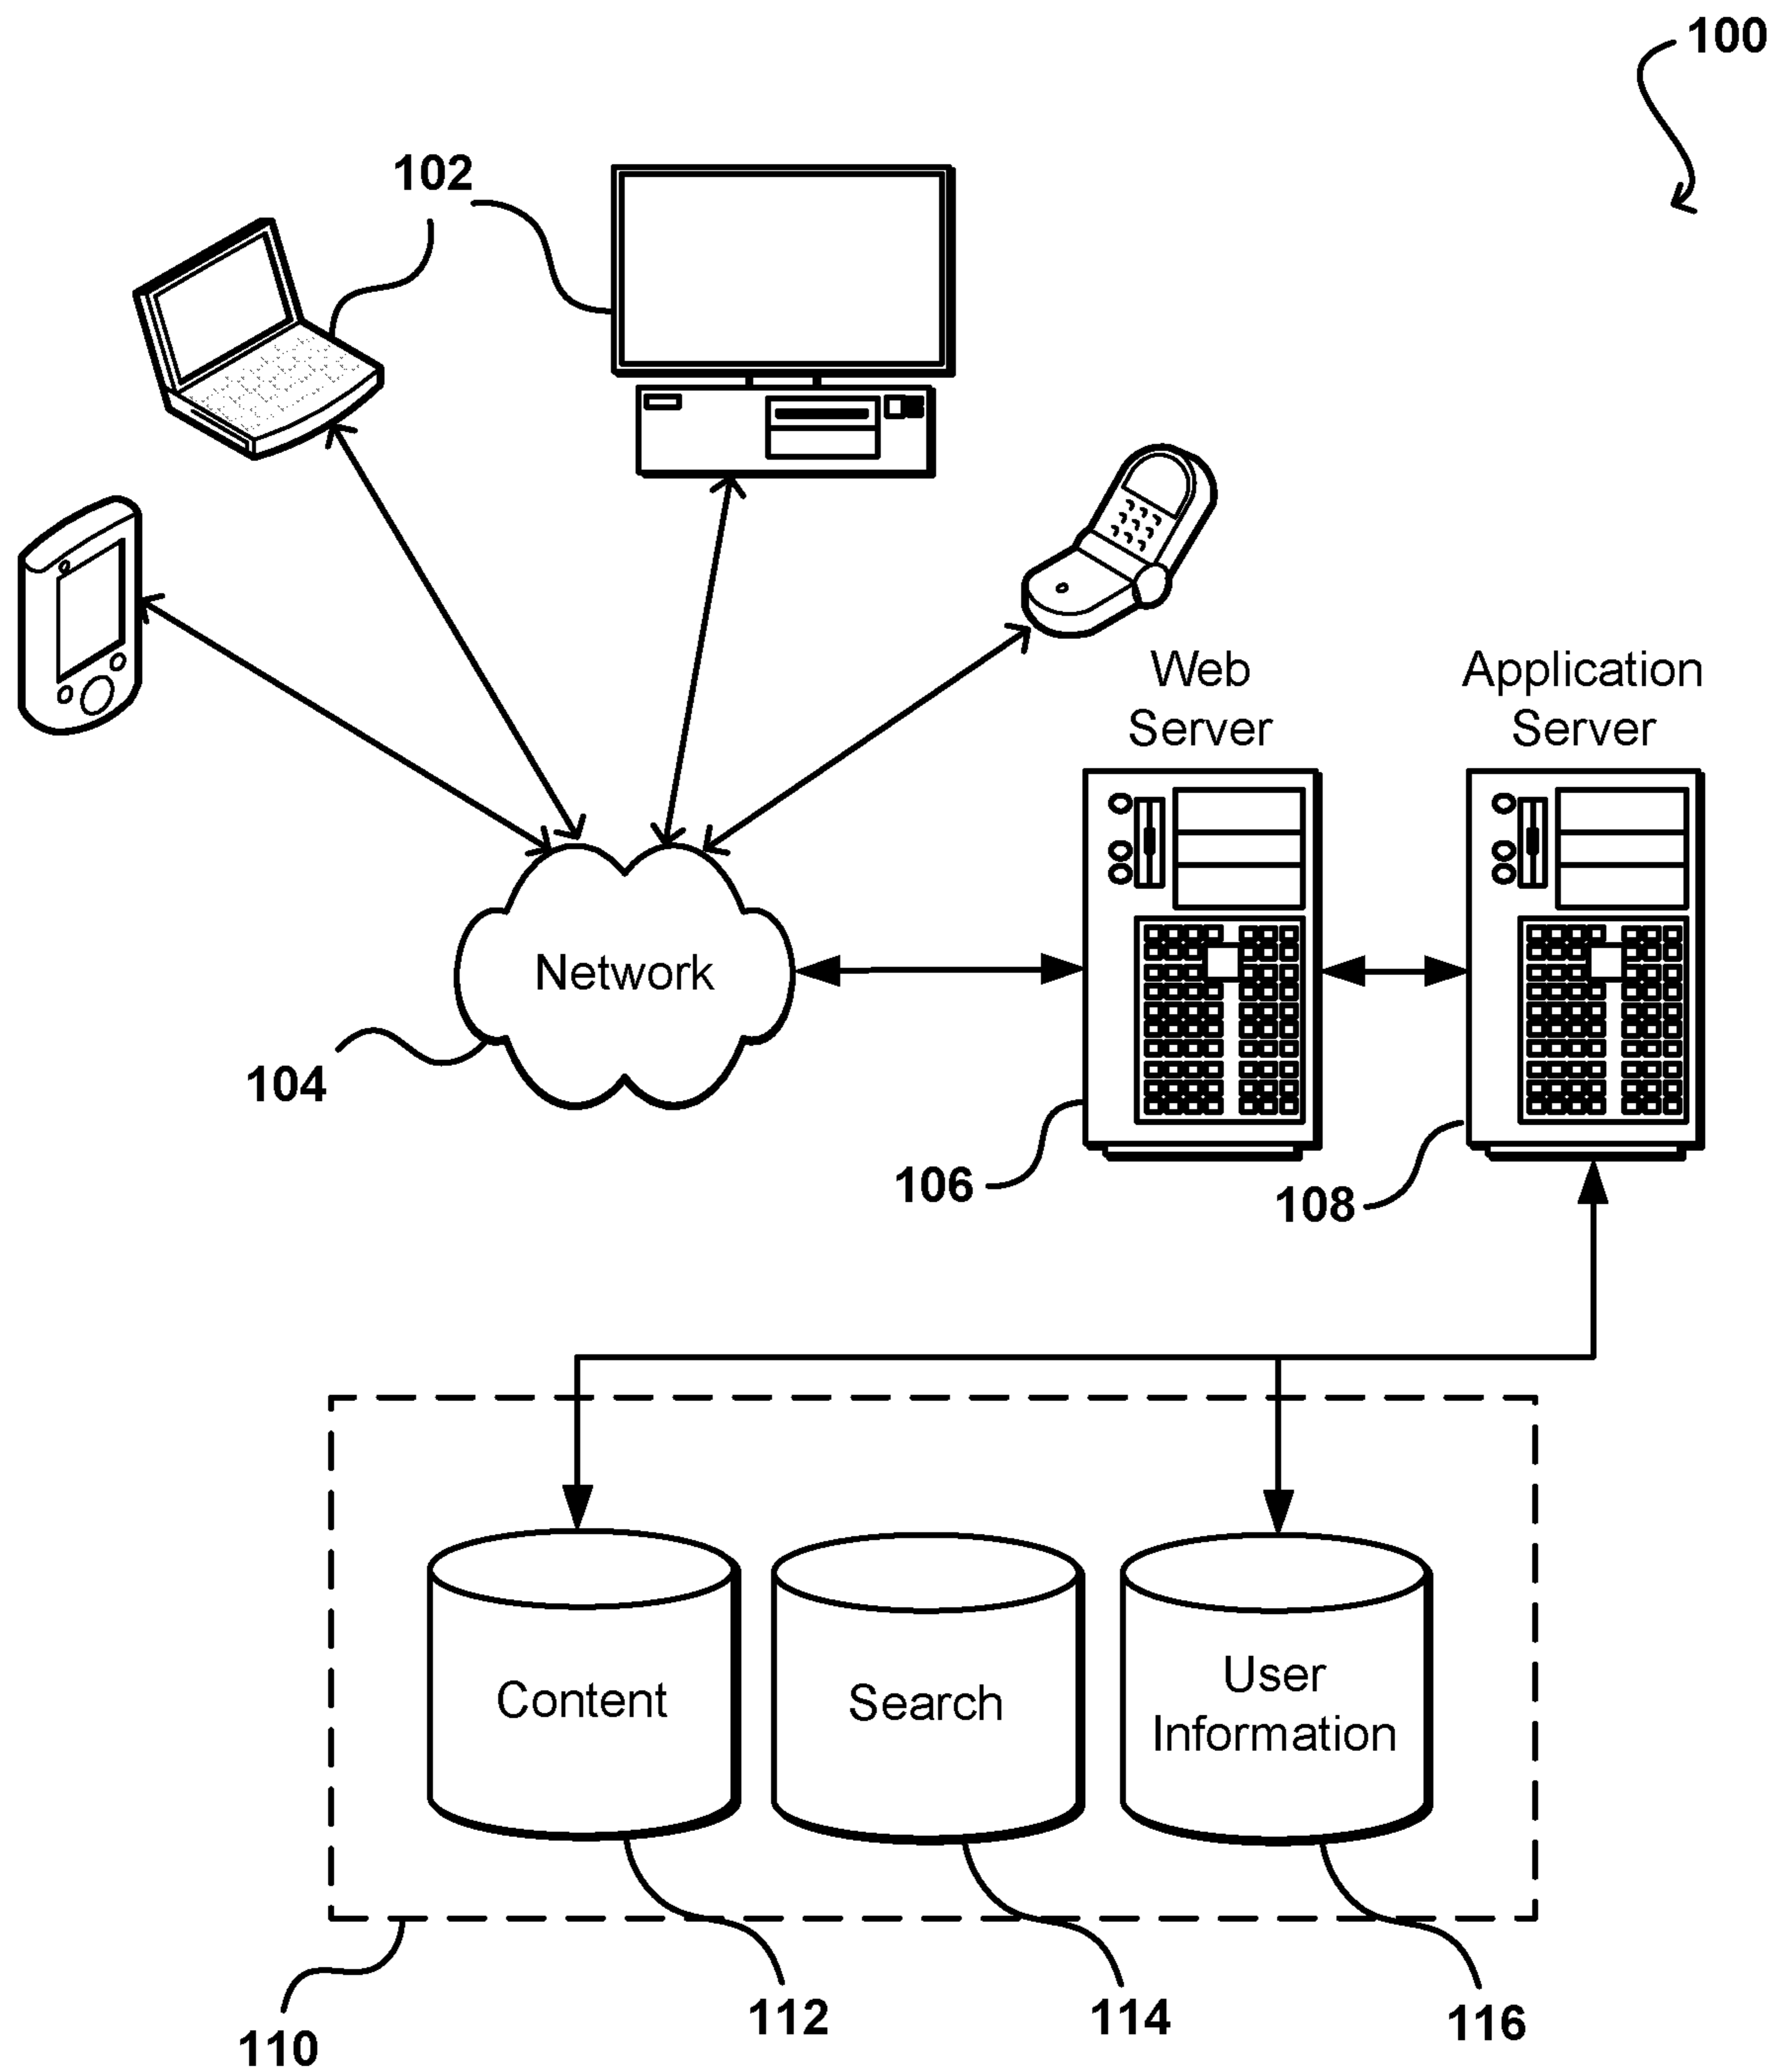 100
102
Web
Server
Application
Server
Network
104
106
108
Content
Search
User
Information
110
112
114
116